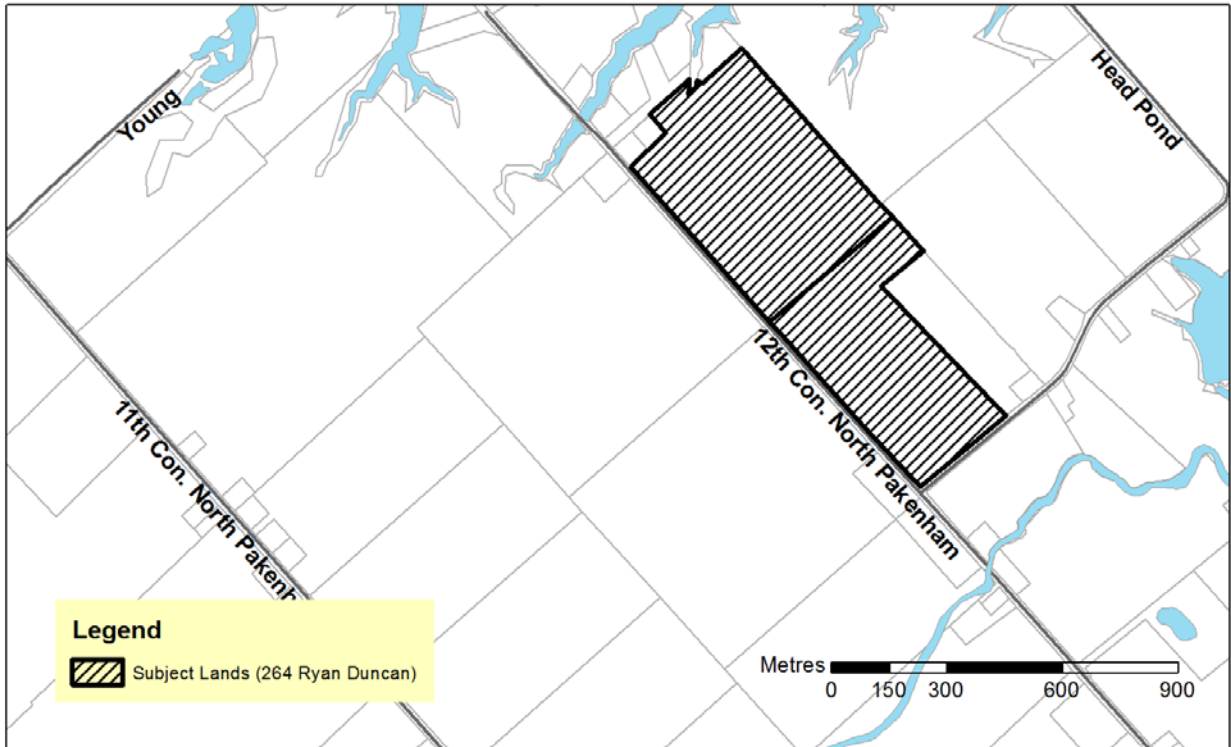 Young
Head Pond
12th Con. North Pakenham
11th Con. North Pakenh
Legend
Subject Lands (264 Ryan Duncan)
Metres
0 150 300 600 900